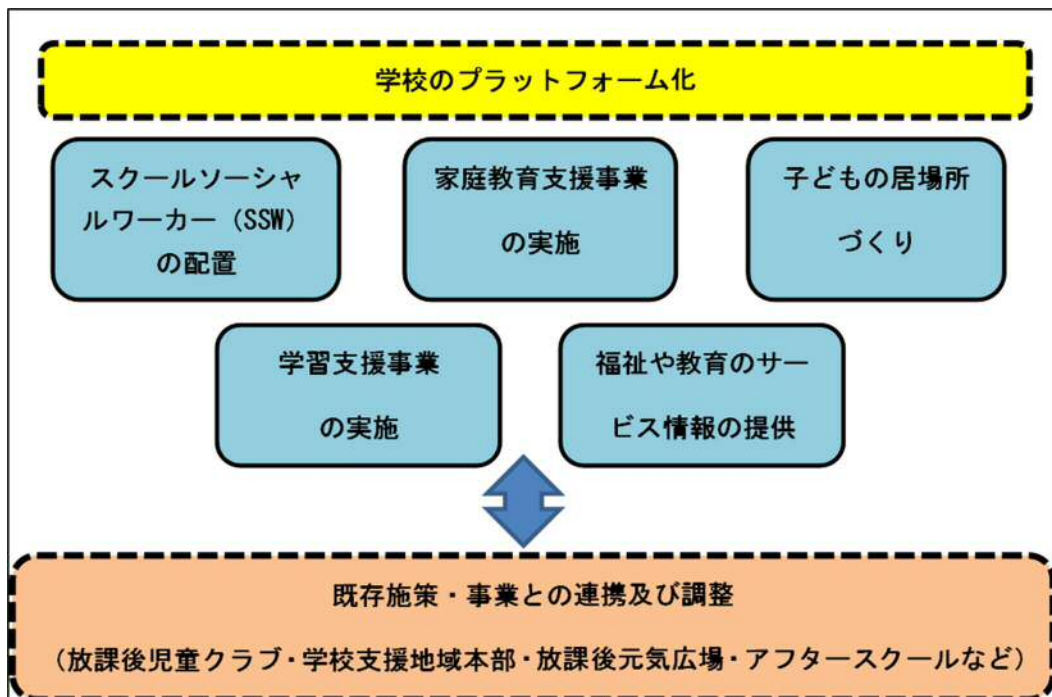 学校のプラットフォーム化
スクールソーシャ
ルワーカー（SSW）
の配置
家庭教育支援事業
の実施
子どもの居場所
づくり
学習支援事業
の実施
福祉や教育のサー
ビス情報の提供
既存施策・事業との連携及び調整
（放課後児童クラブ・学校支援地域本部・放課後元気広場・アフタースクールなど）